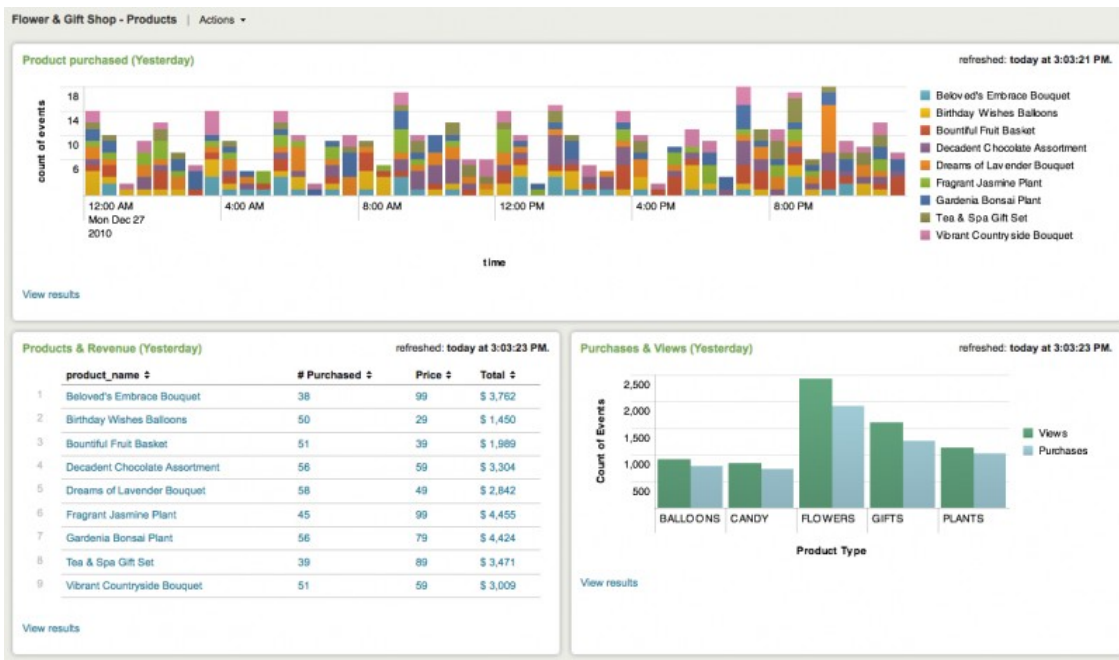 Flower & Gift Shop - Products | Actions
Product purchased (Yesterday)
refreshed: today at 3:03:21 PM.
count of events
18
14
10
6
12:00 AM
Mon Dec 27
2010
4:00 AM
8:00 AM
12:00 PM
4:00 PM
8:00 PM
time
Beloved's Embrace Bouquet
Birthday Wishes Balloons
Bountiful Fruit Basket
Decadent Chocolate Assortment
Dreams of Lavender Bouquet
Fragrant Jasmine Plant
Gardenia Bonsai Plant
Tea & Spa Gift Set
Vibrant Countryside Bouquet
View results
Products & Revenue (Yesterday)
refreshed: today at 3:03:23 PM.
product_name # Purchased Price Total
1 Beloved's Embrace Bouquet 38 99 $ 3,762
2 Birthday Wishes Balloons 50 29 $ 1,450
3 Bountiful Fruit Basket 51 39 $ 1,989
4 Decadent Chocolate Assortment 56 59 $ 3,304
5 Dreams of Lavender Bouquet 58 49 $ 2,842
6 Fragrant Jasmine Plant 45 99 $ 4,455
7 Gardenia Bonsai Plant 56 79 $ 4,424
8 Tea & Spa Gift Set 39 89 $ 3,471
9 Vibrant Countryside Bouquet 51 59 $ 3,009
View results
Purchases & Views (Yesterday)
refreshed: today at 3:03:23 PM.
Count of Events
2,500
2,000
1,500
1,000
500
BALLOONS CANDY FLOWERS GIFTS PLANTS
Product Type
Views
Purchases
View results